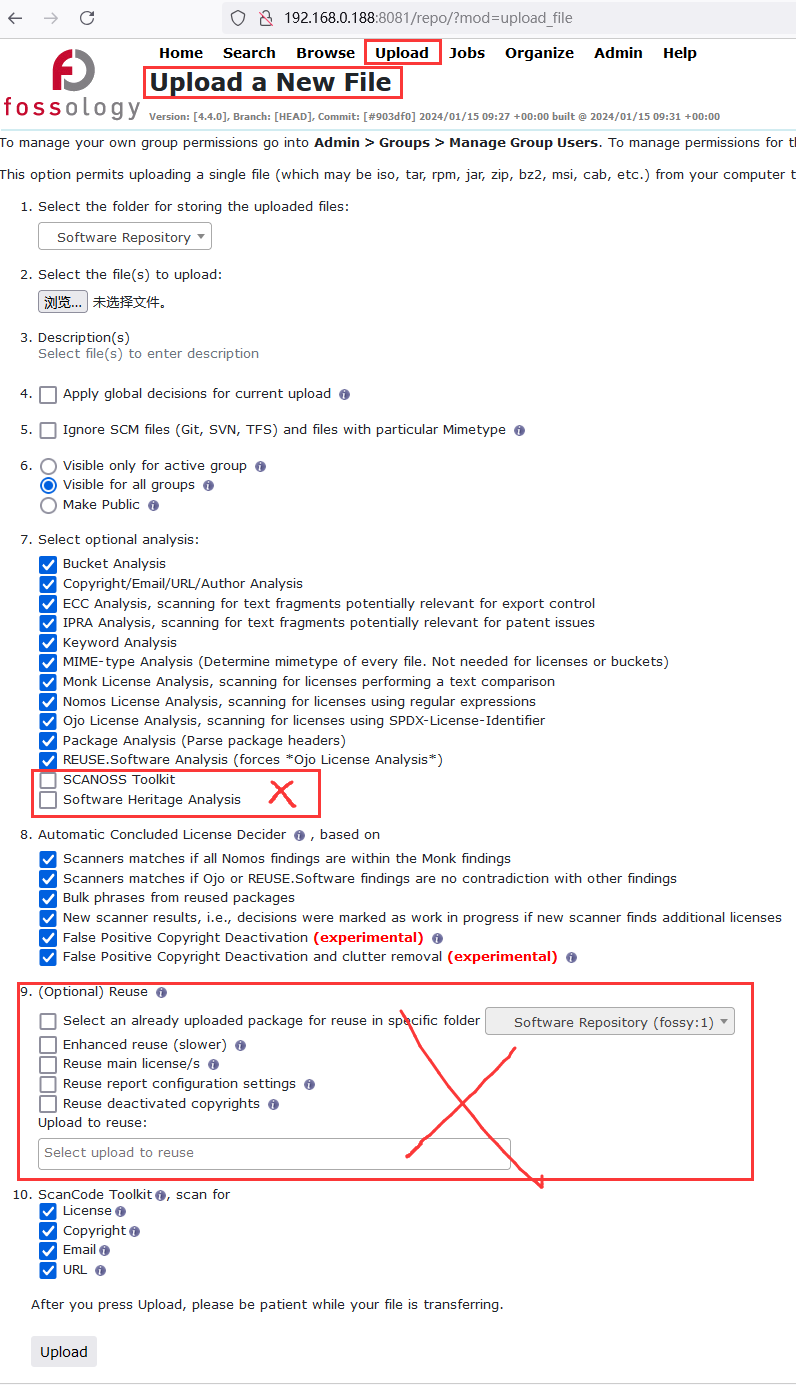 192.168.0.188:8081/repo/?mod=upload_file
Home Search Browse Upload Jobs Organize Admin Help
Upload a New File
fossology
Version: [4.4.0], Branch: [HEAD], Commit: [#903df0] 2024/01/15 09:27 +00:00 built @ 2024/01/15 09:31 +00:00
To manage your own group permissions go into Admin > Groups > Manage Group Users. To manage permissions for
This option permits uploading a single file (which may be iso, tar, rpm, jar, zip, bz2, msi, cab, etc.) from your computer
1. Select the folder for storing the uploaded files:
Software Repository
2. Select the file(s) to upload:
浏览... 未选择文件。
3. Description(s)
Select file(s) to enter description
4. Apply global decisions for current upload
5. Ignore SCM files (Git, SVN, TFS) and files with particular Mimetype
6. Visible only for active group
Visible for all groups
Make Public
7. Select optional analysis:
Bucket Analysis
Copyright/Email/URL/Author Analysis
ECC Analysis, scanning for text fragments potentially relevant for export control
IPRA Analysis, scanning for text fragments potentially relevant for patent issues
Keyword Analysis
MIME-type Analysis (Determine mimetype of every file. Not needed for licenses or buckets)
Monk License Analysis, scanning for licenses performing a text comparison
Nomos License Analysis, scanning for licenses using regular expressions
Ojo License Analysis, scanning for licenses using SPDX-License-Identifier
Package Analysis (Parse package headers)
REUSE.Software Analysis (forces *Ojo License Analysis*)
SCANOSS Toolkit
Software Heritage Analysis
8. Automatic Concluded License Decider , based on
Scanners matches if all Nomos findings are within the Monk findings
Scanners matches if Ojo or REUSE.Software findings are no contradiction with other findings
Bulk phrases from reused packages
New scanner results, i.e., decisions were marked as work in progress if new scanner finds additional licenses
False Positive Copyright Deactivation (experimental)
False Positive Copyright Deactivation and clutter removal (experimental)
9. (Optional) Reuse
Select an already uploaded package for reuse in specific folder Software Repository (fossy:1)
Enhanced reuse (slower)
Reuse main license/s
Reuse report configuration settings
Reuse deactivated copyrights
Upload to reuse:
Select upload to reuse
10. ScanCode Toolkit, scan for
License
Copyright
Email
URL
After you press Upload, please be patient while your file is transferring.
Upload